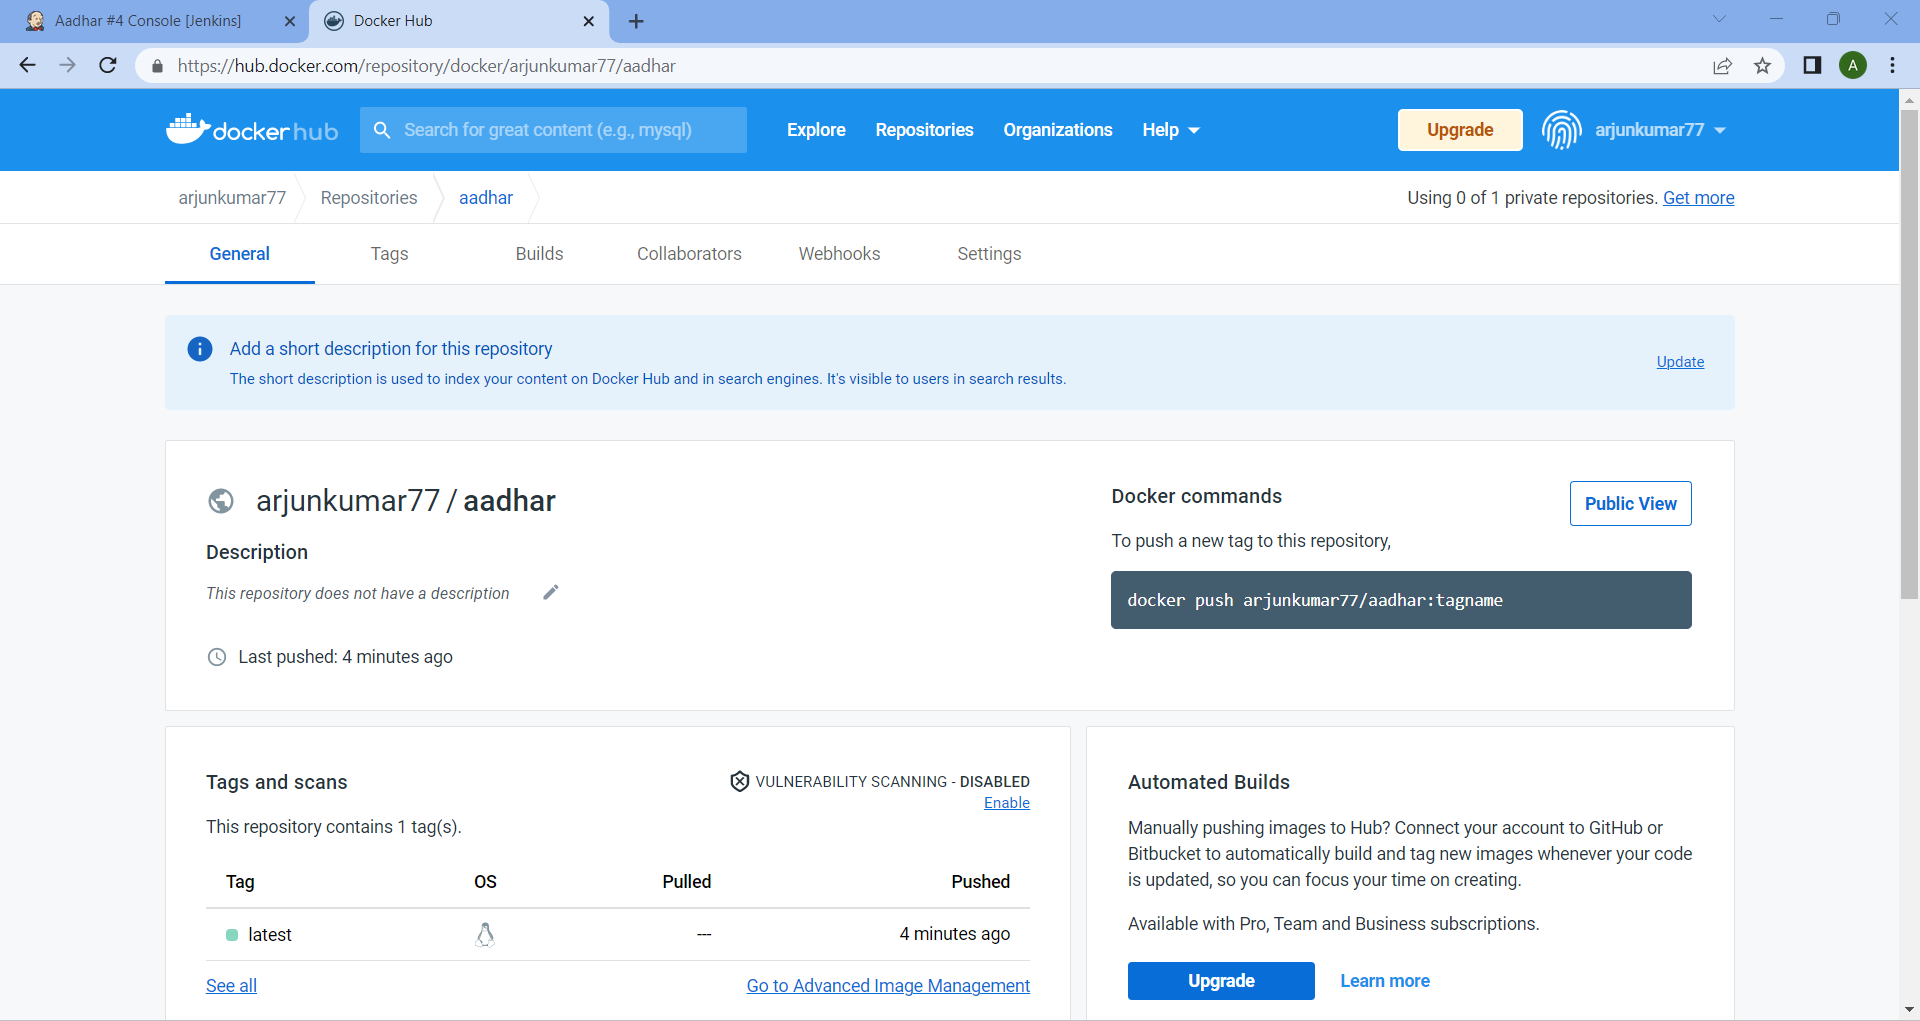 Aadhar #4 Console [Jenkins]
Docker Hub
https://hub.docker.com/repository/docker/arjunkumar77/aadhar
A
docker hub
Search for great content (e.g., mysql)
Explore
Repositories
Organizations
Help
Upgrade
arjunkumar77
arjunkumar77
Repositories
aadhar
Using 0 of 1 private repositories. Get more
General
Tags
Builds
Collaborators
Webhooks
Settings
Add a short description for this repository
The short description is used to index your content on Docker Hub and in search engines. It's visible to users in search results.
Update
arjunkumar77 / aadhar
Description
This repository does not have a description
Last pushed: 4 minutes ago
Docker commands
Public View
To push a new tag to this repository,
docker push arjunkumar77/aadhar:tagname
Tags and scans
VULNERABILITY SCANNING - DISABLED
Enable
This repository contains 1 tag(s).
Tag OS Pulled Pushed
latest --- 4 minutes ago
See all
Go to Advanced Image Management
Automated Builds
Manually pushing images to Hub? Connect your account to GitHub or
Bitbucket to automatically build and tag new images whenever your code
is updated, so you can focus your time on creating.
Available with Pro, Team and Business subscriptions.
Upgrade
Learn more